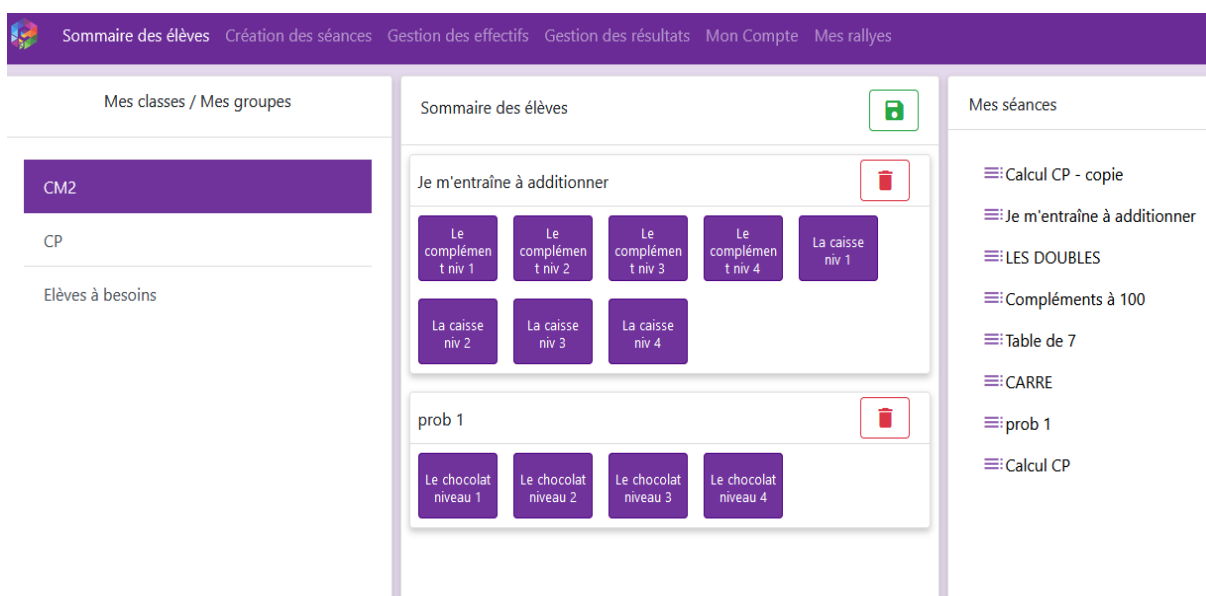 Sommaire des élèves Création des séances Gestion des effectifs Gestion des résultats Mon Compte Mes rallyes
Mes classes / Mes groupes
CM2
CP
Elèves à besoins
Sommaire des élèves
Je m'entraîne à additionner
Le
complémen
t niv 1
Le
complémen
t niv 2
Le
complémen
t niv 3
Le
complémen
t niv 4
La caisse
niv 1
La caisse
niv 2
La caisse
niv 3
La caisse
niv 4
prob 1
Le chocolat
niveau 1
Le chocolat
niveau 2
Le chocolat
niveau 3
Le chocolat
niveau 4
Mes séances
Calcul CP - copie
Je m'entraîne à additionner
LES DOUBLES
Compléments à 100
Table de 7
CARRE
prob 1
Calcul CP